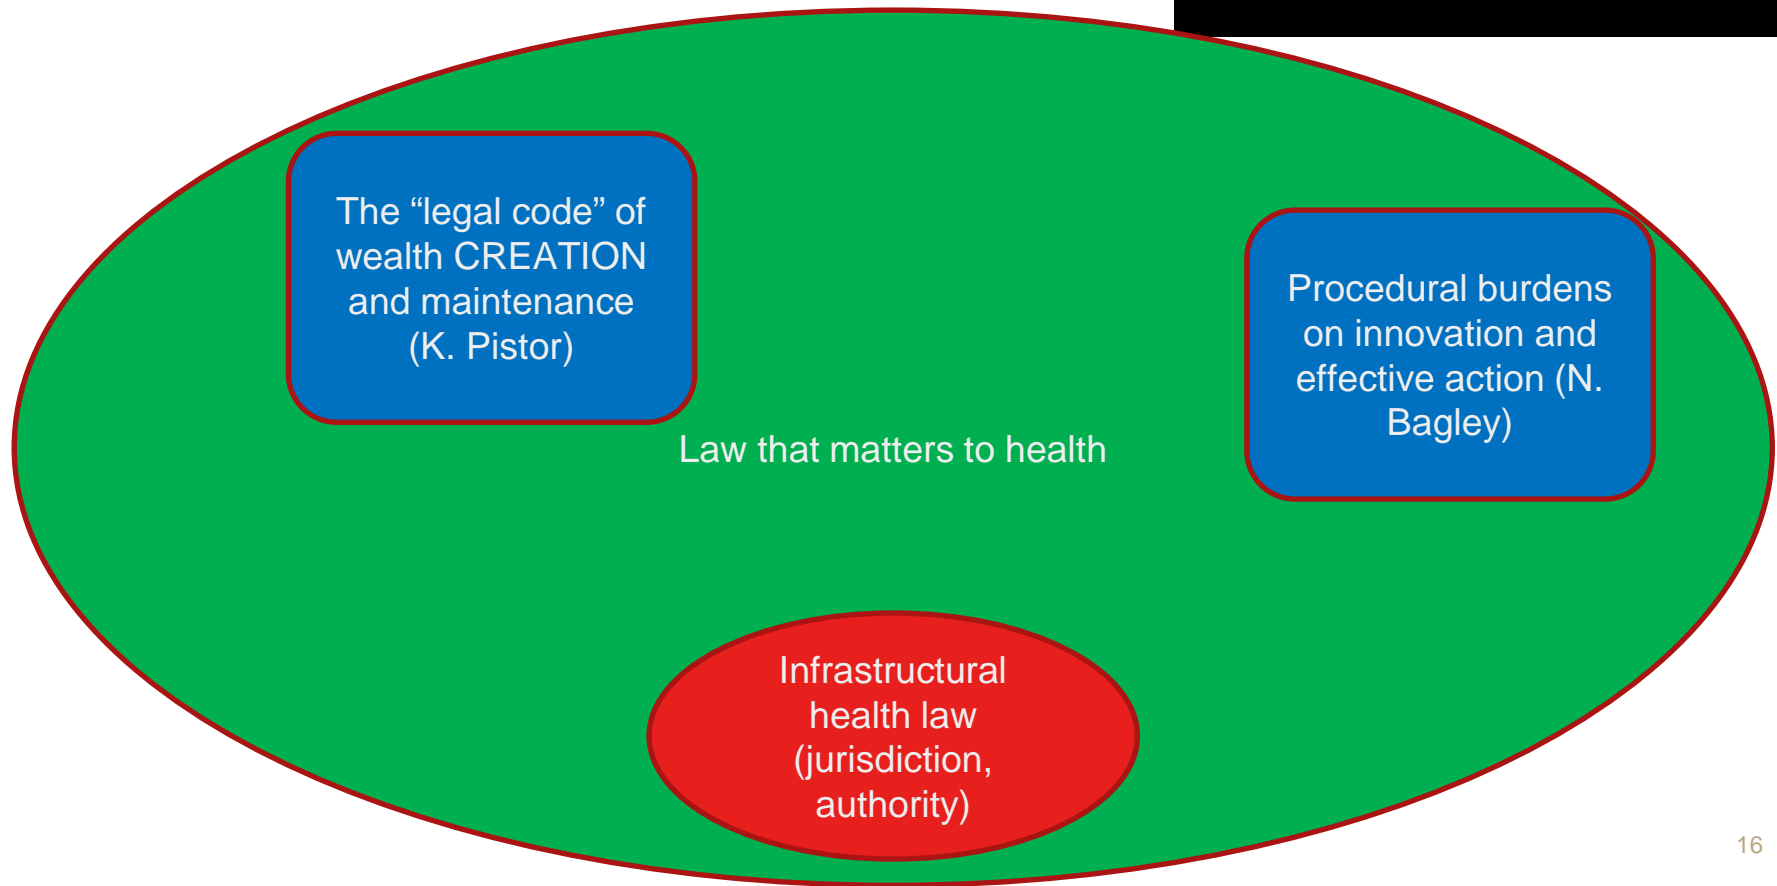 The “legal code” of
wealth CREATION
and maintenance
(K. Pistor)
Procedural burdens
on innovation and
effective action (N.
Bagley)
Law that matters to health
Infrastructural
health law
(jurisdiction,
authority)
16